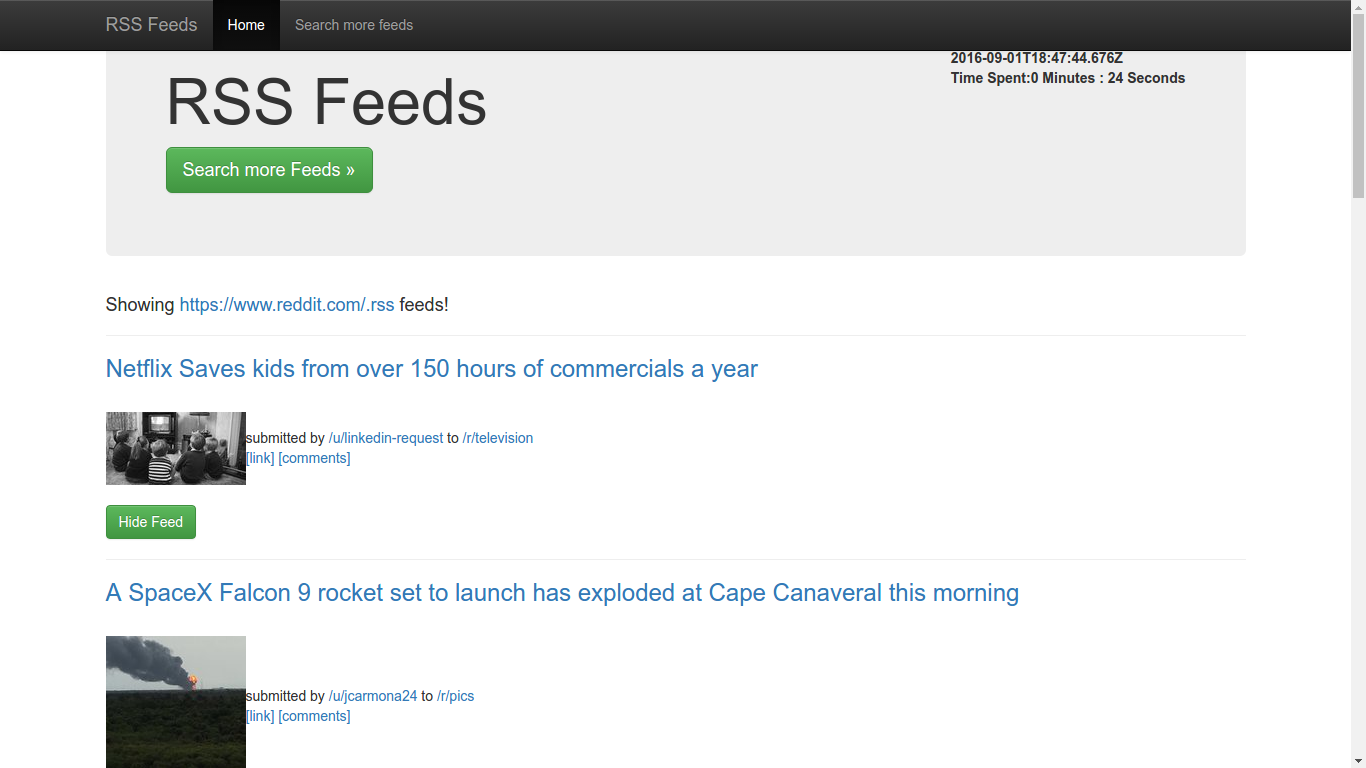 RSS Feeds Home Search more feeds
2016-09-01T18:47:44.676Z
Time Spent:0 Minutes : 24 Seconds
RSS Feeds
Search more Feeds »
Showing https://www.reddit.com/.rss feeds!
Netflix Saves kids from over 150 hours of commercials a year
submitted by /u/linkedin-request to /r/television
[link] [comments]
Hide Feed
A SpaceX Falcon 9 rocket set to launch has exploded at Cape Canaveral this morning
submitted by /u/jcarmona24 to /r/pics
[link] [comments]